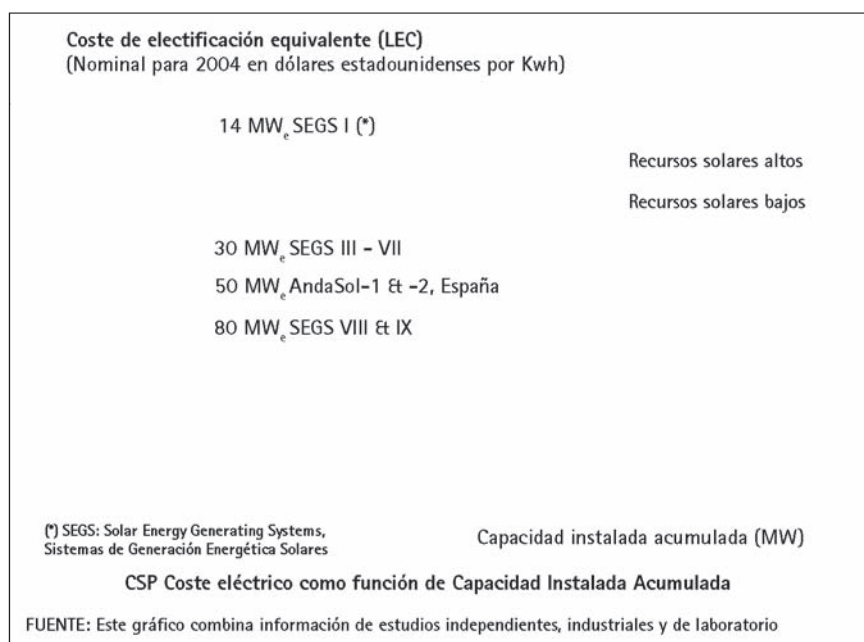 Coste de electificación equivalente (LEC)
(Nominal para 2004 en dólares estadounidenses por Kwh)
14 MWe SEGS I (*)
Recursos solares altos
Recursos solares bajos
30 MWe SEGS III - VII
50 MWe AndaSol-1 & -2, España
80 MWe SEGS VIII & IX
(*) SEGS: Solar Energy Generating Systems,
Sistemas de Generación Energética Solares
Capacidad instalada acumulada (MW)
CSP Coste eléctrico como función de Capacidad Instalada Acumulada
FUENTE: Este gráfico combina información de estudios independientes, industriales y de laboratorio